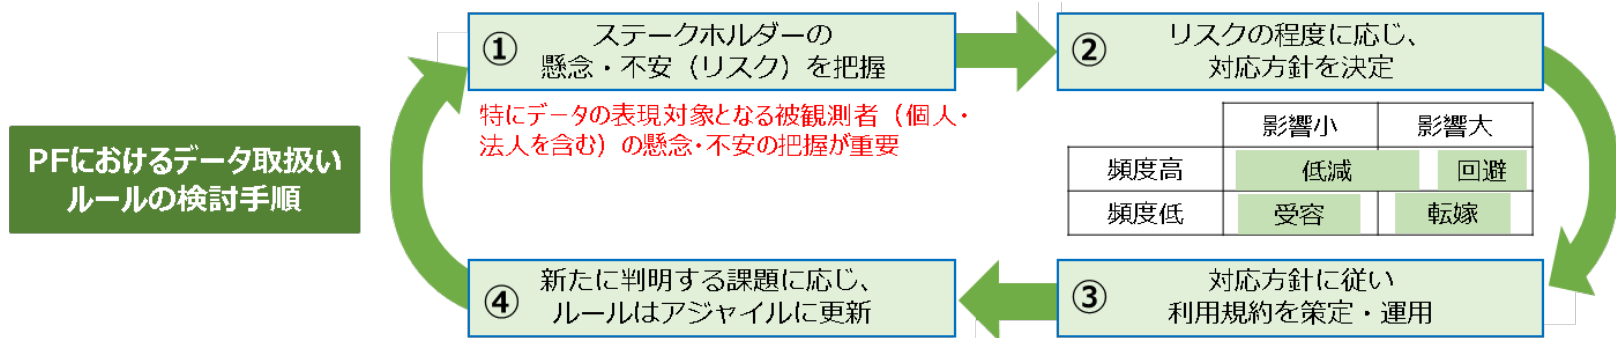 PFにおけるデータ取扱い
ルールの検討手順
① ステークホルダーの
懸念・不安（リスク）を把握
特にデータの表現対象となる被観測者（個人・
法人を含む）の懸念・不安の把握が重要
② リスクの程度に応じ、
対応方針を決定
影響小 影響大
頻度高 低減 回避
頻度低 受容 転嫁
③ 対応方針に従い
利用規約を策定・運用
④ 新たに判明する課題に応じ、
ルールはアジャイルに更新